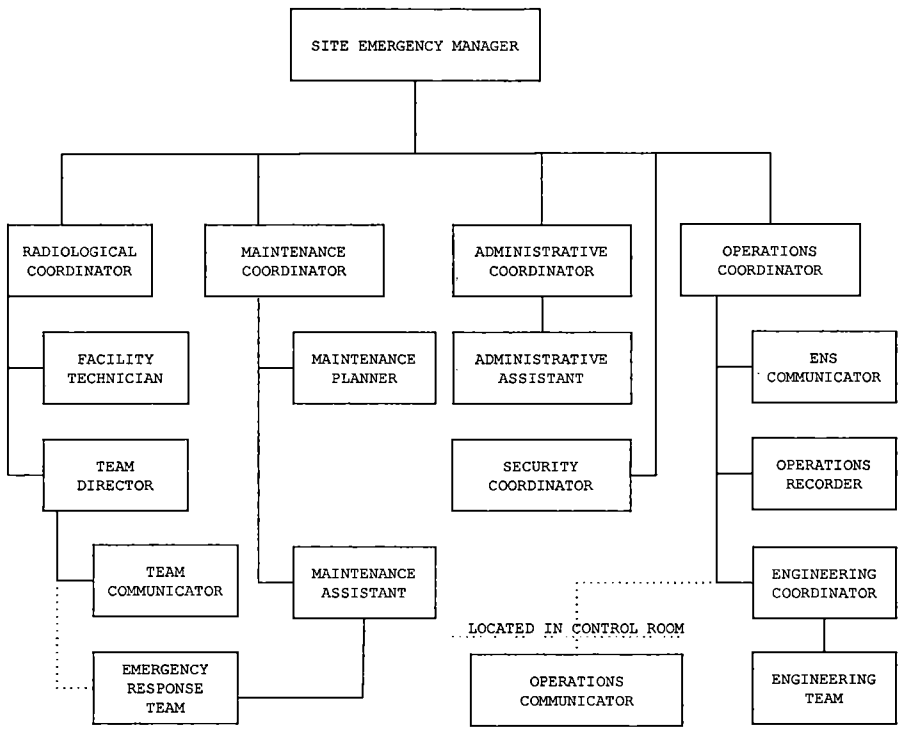 SITE EMERGENCY MANAGER
RADIOLOGICAL
COORDINATOR
MAINTENANCE
COORDINATOR
ADMINISTRATIVE
COORDINATOR
OPERATIONS
COORDINATOR
FACILITY
TECHNICIAN
MAINTENANCE
PLANNER
ADMINISTRATIVE
ASSISTANT
ENS
COMMUNICATOR
TEAM
DIRECTOR
SECURITY
COORDINATOR
OPERATIONS
RECORDER
TEAM
COMMUNICATOR
MAINTENANCE
ASSISTANT
ENGINEERING
COORDINATOR
LOCATED IN CONTROL ROOM
EMERGENCY
RESPONSE
TEAM
OPERATIONS
COMMUNICATOR
ENGINEERING
TEAM